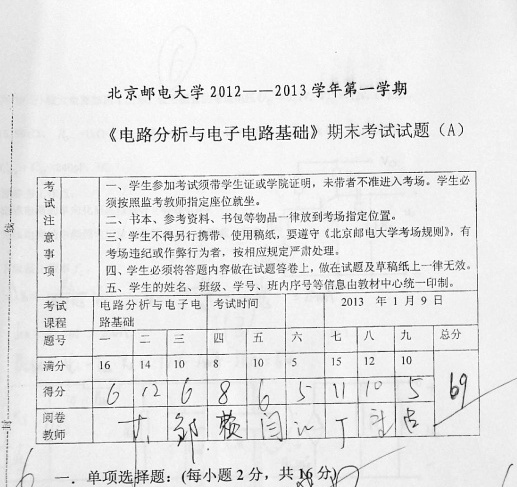 北京邮电大学 2012——2013 学年第一学期
《电路分析与电子电路基础》期末考试试题（A）
考试注意事项
一、学生参加考试须带学生证或学院证明，未带者不准进入考场。学生必
须按照监考教师指定座位就坐。
二、书本、参考资料、书包等物品一律放到考场指定位置。
三、学生不得另行携带、使用稿纸，要遵守《北京邮电大学考场规则》，有
考场违纪或作弊行为者，按相应规定严肃处理。
四、学生必须将答题内容做在试题答卷上，做在试题及草稿纸上一律无效。
五、学生的姓名、班级、学号、班内序号等信息由教材中心统一印制。
考试课程 电路分析与电子电路基础 考试时间 2013 年 1 月 9 日
题号 一 二 三 四 五 六 七 八 九 总分
满分 16 14 10 8 10 5 15 12 10
得分 6 12 6 8 6 5 11 10 5 69
阅卷教师 邹 赖 闫 丁
一．单项选择题：(每小题 2 分，共 16 分)